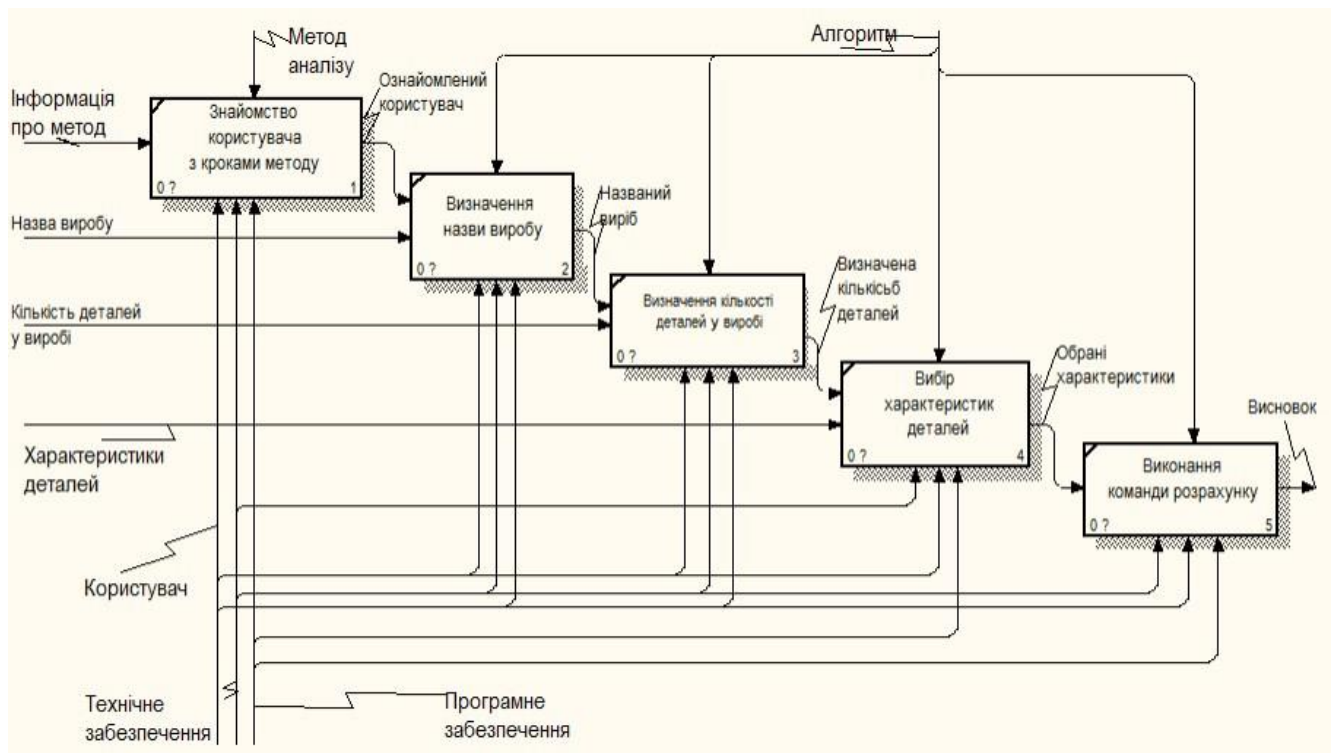 Метод
аналізу
Алгоритм
Інформація
про метод
Ознайомлений
користувач
Знайомство
користувача
з кроками методу
0 ?
1
Назва виробу
Визначення
назви виробу
0 ?
2
Названий
виріб
Кількість деталей
у виробі
Визначення кількості
деталей у виробі
0 ?
3
Визначена
кількісьб
деталей
Вибір
характеристик
деталей
0 ?
4
Обрані
характеристики
Характеристики
деталей
Виконання
команди розрахунку
0 ?
5
Висновок
Користувач
Технічне
забезпечення
Програмне
забезпечення